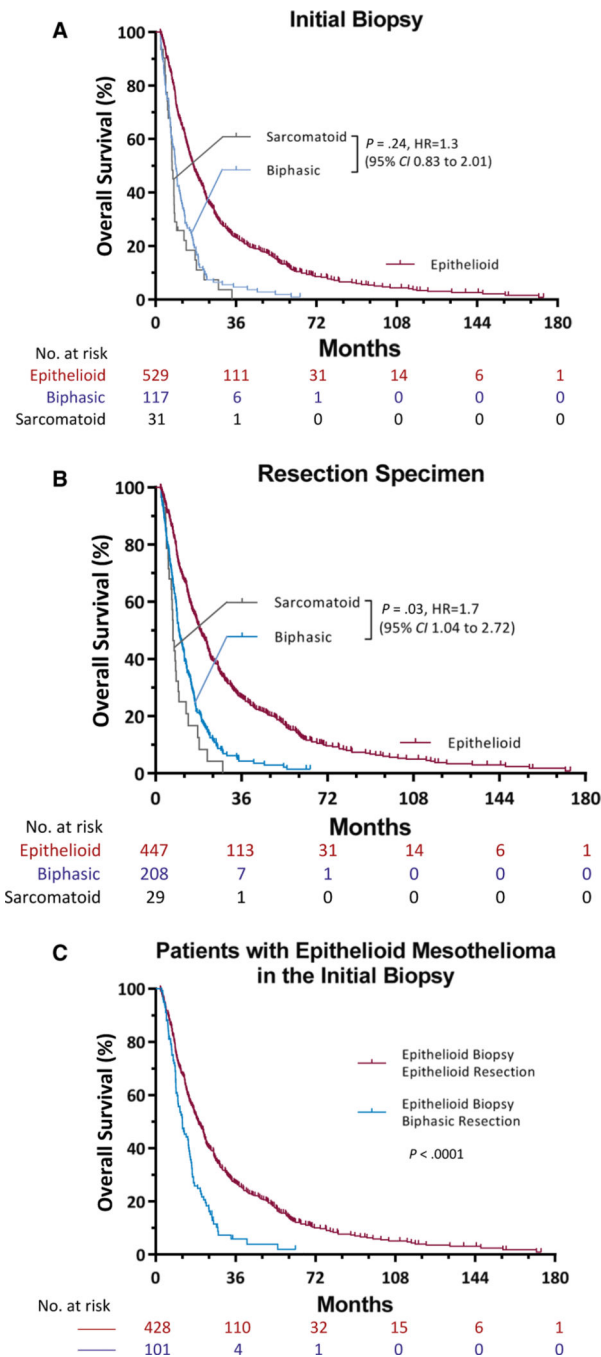 A
Initial Biopsy
Overall Survival (%)
100
80
60
40
20
0
Sarcomatoid
Biphasic
P = .24, HR=1.3
(95% CI 0.83 to 2.01)
Epithelioid
0 36 72 108 144 180
Months
No. at risk
Epithelioid 529 111 31 14 6 1
Biphasic 117 6 1 0 0 0
Sarcomatoid 31 1 0 0 0 0
B
Resection Specimen
Overall Survival (%)
100
80
60
40
20
0
Sarcomatoid
Biphasic
P = .03, HR=1.7
(95% CI 1.04 to 2.72)
Epithelioid
0 36 72 108 144 180
Months
No. at risk
Epithelioid 447 113 31 14 6 1
Biphasic 208 7 1 0 0 0
Sarcomatoid 29 1 0 0 0 0
C
Patients with Epithelioid Mesothelioma
in the Initial Biopsy
Overall Survival (%)
100
80
60
40
20
0
Epithelioid Biopsy
Epithelioid Resection
Epithelioid Biopsy
Biphasic Resection
P < .0001
0 36 72 108 144 180
Months
No. at risk
428 110 32 15 6 1
101 4 1 0 0 0